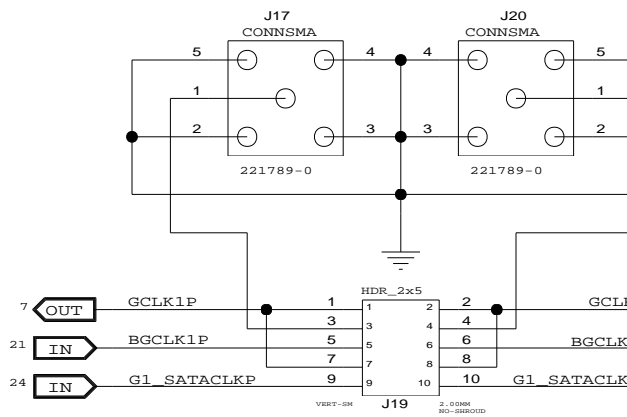 J17 J20
CONNSMA CONNSMA
5 4 4 5
1 1
2 3 3 2
221789-0 221789-0
HDR_2x5
7 OUT GCLK1P 1 1 2 2 GCL
3 3 4 4
21 IN BGCLK1P 5 5 6 6 BGCLK
7 7 8 8
24 IN G1_SATACLKP 9 9 10 10 G1_SATACLK
VERT-SM J19 2.00MM
NO-SHROUD